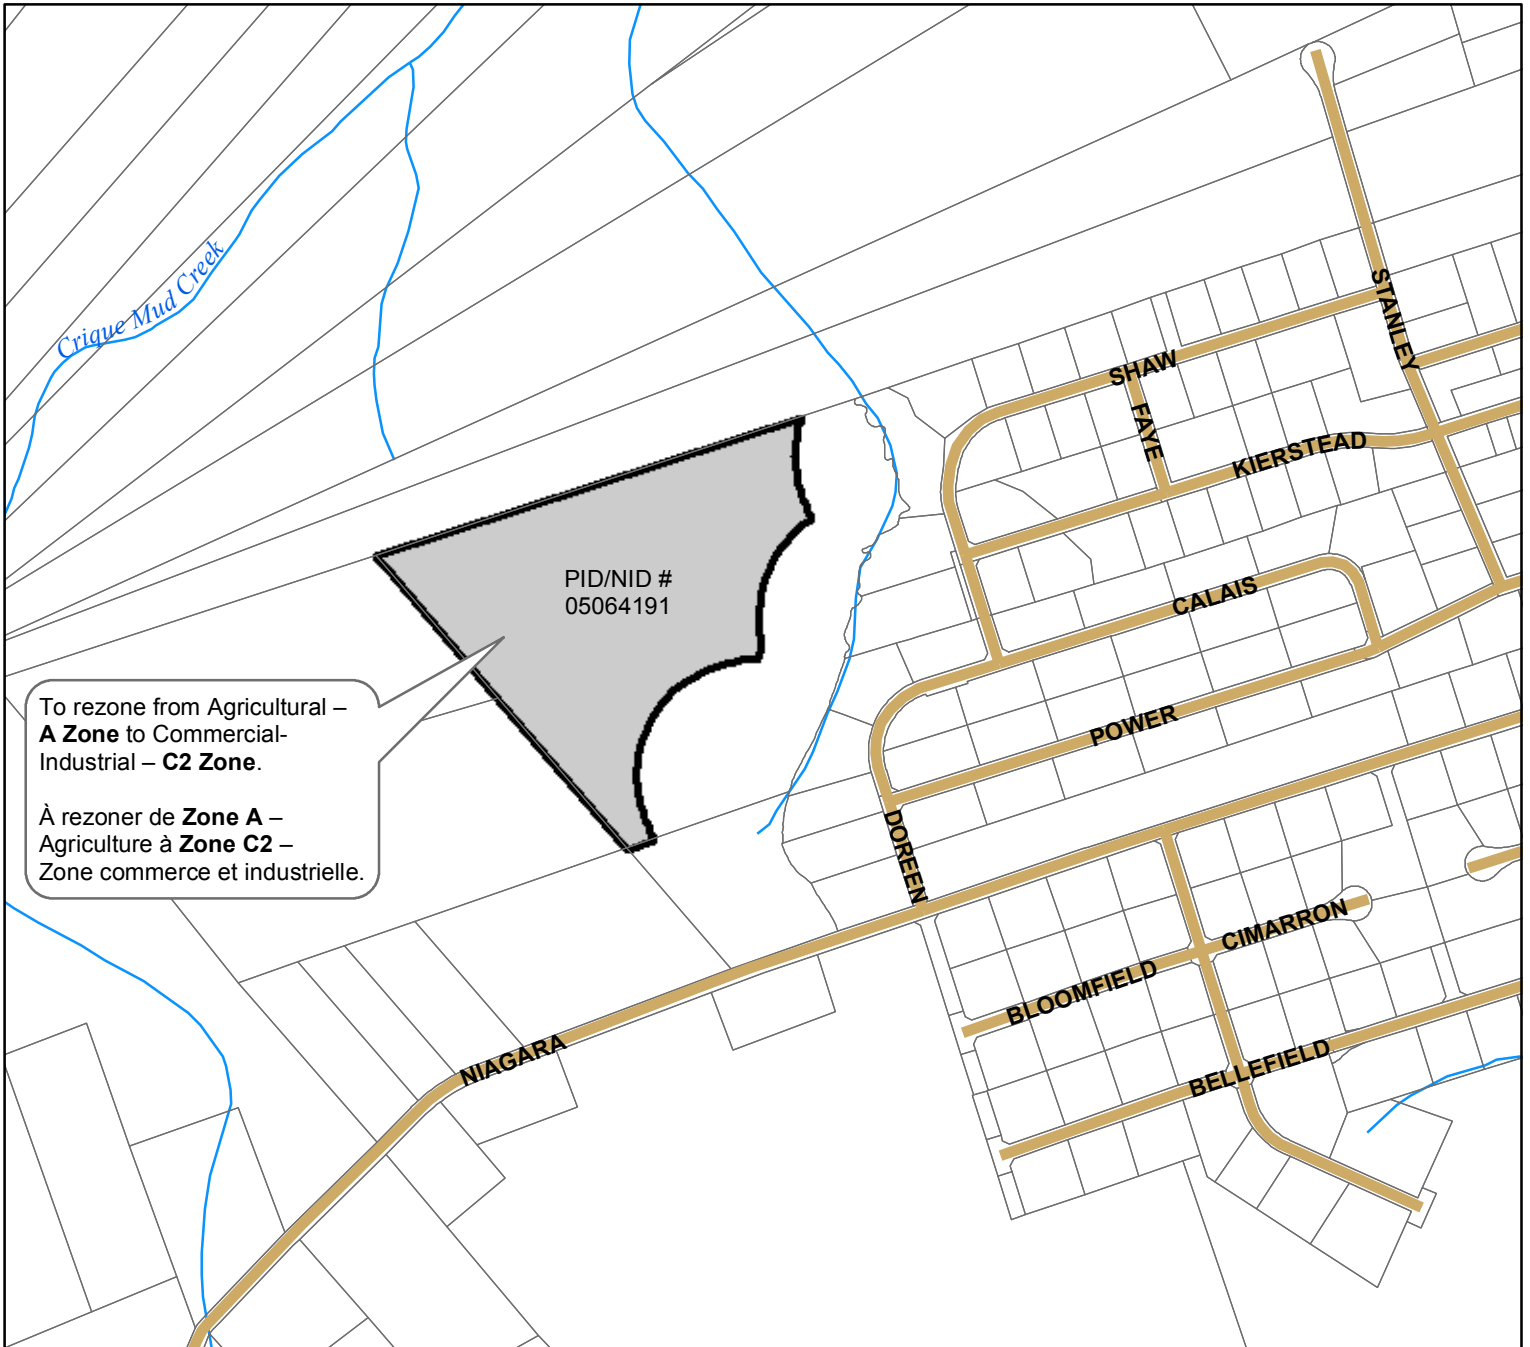 Crique Mud Creek
STANLEY
SHAW
FAYE
KIERSTEAD
PID/NID #
05064191
CALAIS
To rezone from Agricultural –
A Zone to Commercial-
Industrial – C2 Zone.
À rezoner de Zone A –
Agriculture à Zone C2 –
Zone commerce et industrielle.
POWER
DOREEN
CIMARRON
BLOOMFIELD
NIAGARA
BELLEFIELD